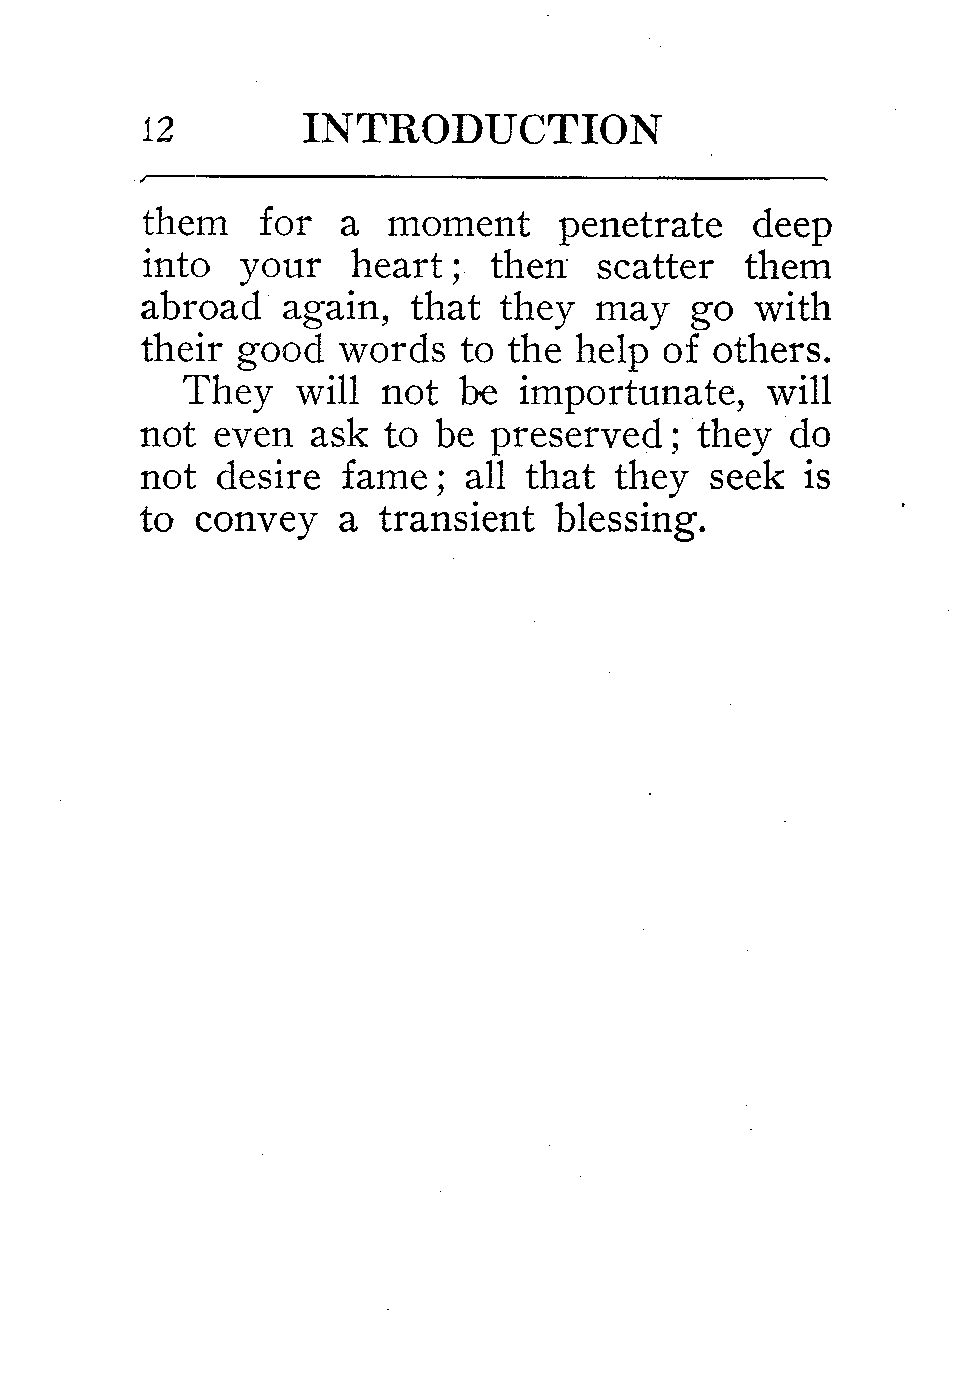 12 INTRODUCTION
them for a moment penetrate deep
into your heart; then scatter them
abroad again, that they may go with
their good words to the help of others.
They will not be importunate, will
not even ask to be preserved; they do
not desire fame; all that they seek is
to convey a transient blessing.